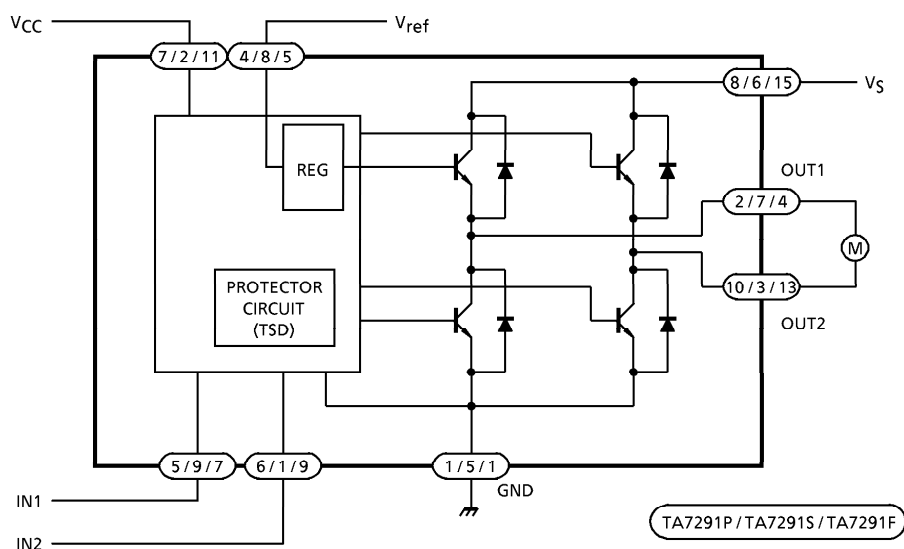 VCC
Vref
7 / 2 / 11
4 / 8 / 5
8 / 6 / 15
VS
REG
OUT1
2 / 7 / 4
M
PROTECTOR
CIRCUIT
(TSD)
10 / 3 / 13
OUT2
5 / 9 / 7
6 / 1 / 9
1 / 5 / 1
GND
IN1
IN2
TA7291P / TA7291S / TA7291F